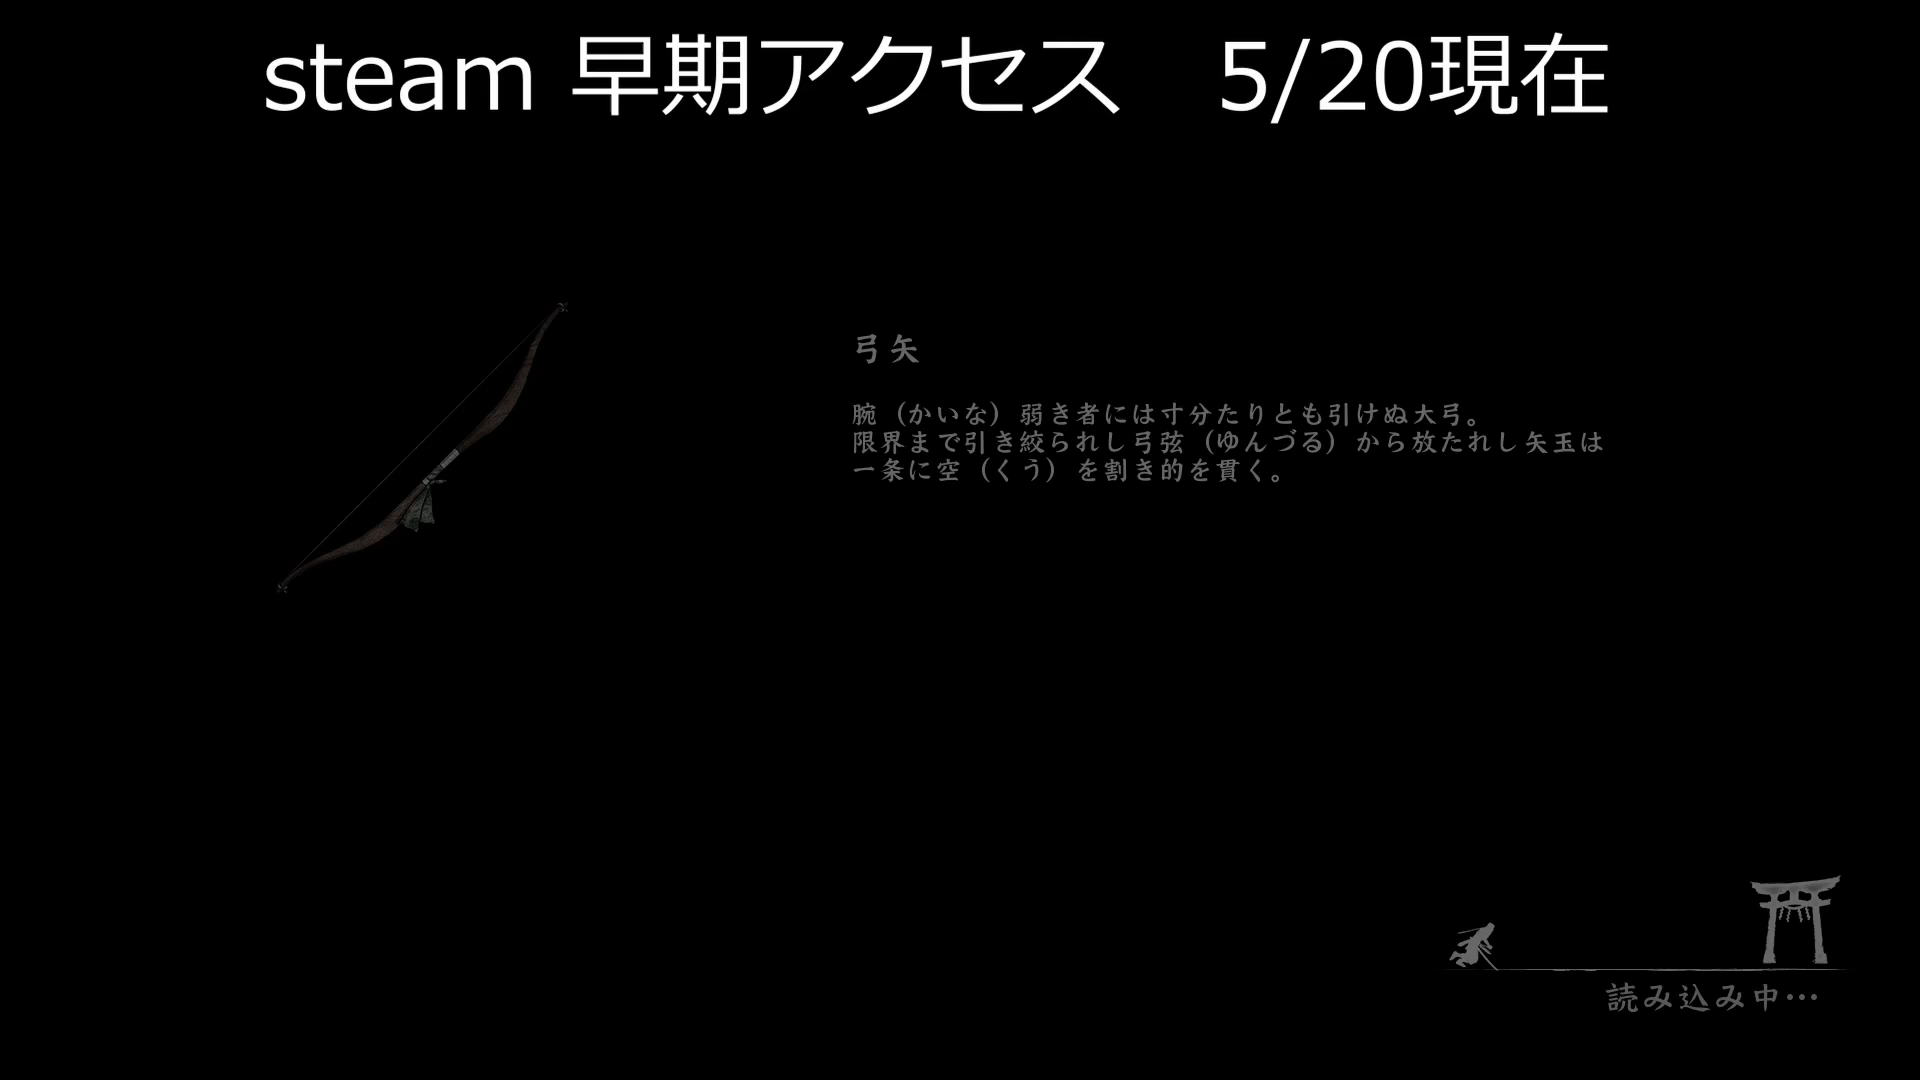 steam 早期アクセス　5/20現在
弓矢
腕（かいな）弱き者には寸分たりとも引けぬ大弓。
限界まで引き絞られし弓弦（ゆんづる）から放たれし矢玉は
一条に空（くう）を割き的を貫く。
読み込み中…